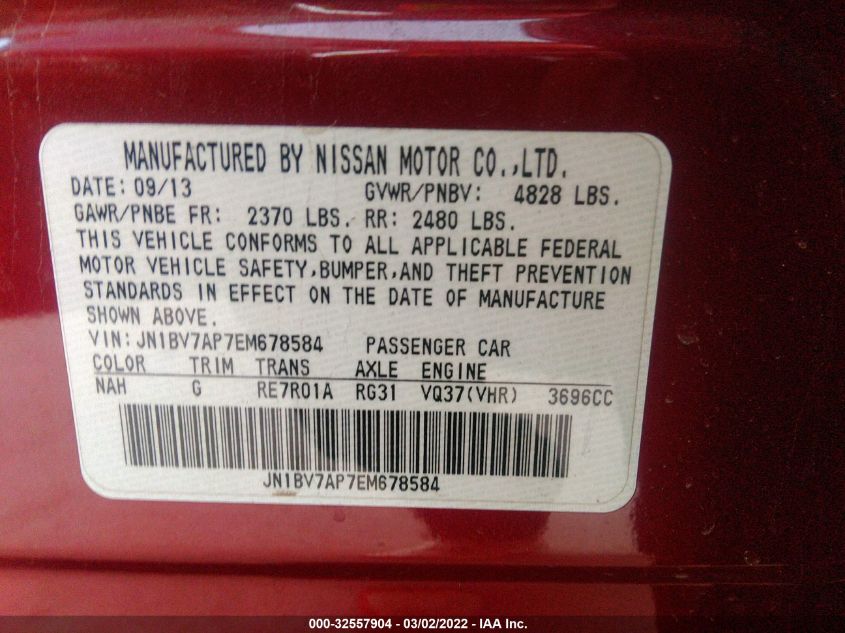 MANUFACTURED BY NISSAN MOTOR CO.,LTD.
DATE: 09/13 GVWR/PNBV: 4828 LBS.
GAWR/PNBE FR: 2370 LBS. RR: 2480 LBS.
THIS VEHICLE CONFORMS TO ALL APPLICABLE FEDERAL
MOTOR VEHICLE SAFETY,BUMPER,AND THEFT PREVENTION
STANDARDS IN EFFECT ON THE DATE OF MANUFACTURE
SHOWN ABOVE.
VIN: JN1BV7AP7EM678584 PASSENGER CAR
COLOR TRIM TRANS AXLE ENGINE
NAH G RE7R01A RG31 VQ37(VHR) 3696CC
JN1BV7AP7EM678584
000-32557904 - 03/02/2022 - IAA Inc.